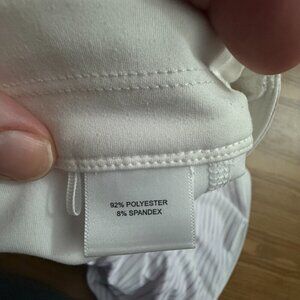 92% POLYESTER
8% SPANDEX